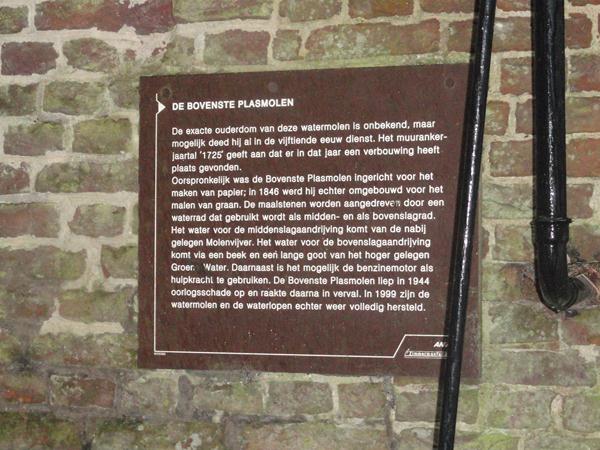 DE BOVENSTE PLASMOLEN
De exacte ouderdom van deze watermolen is onbekend, maar
mogelijk deed hij al in de vijftiende eeuw dienst. Het muuranker-
jaartal '1725' geeft aan dat er in dat jaar een verbouwing heeft
plaats gevonden.
Oorspronkelijk was de Bovenste Plasmolen ingericht voor het
maken van papier; in 1846 werd hij echter omgebouwd voor het
malen van graan. De maalstenen worden aangedreven door een
waterrad dat gebruikt wordt als midden- en als bovenslagrad.
Het water voor de middenslagaandrijving komt van de nabij
gelegen Molenvijver. Het water voor de bovenslagaandrijving
komt via een beek en een lange goot van het hoger gelegen
Water. Daarnaast is het mogelijk de benzinemotor als
hulpkracht te gebruiken. De Bovenste Plasmolen liep in 1944
oorlogsschade op en raakte daarna in verval. In 1999 zijn de
watermolen en de waterlopen echter weer volledig hersteld.